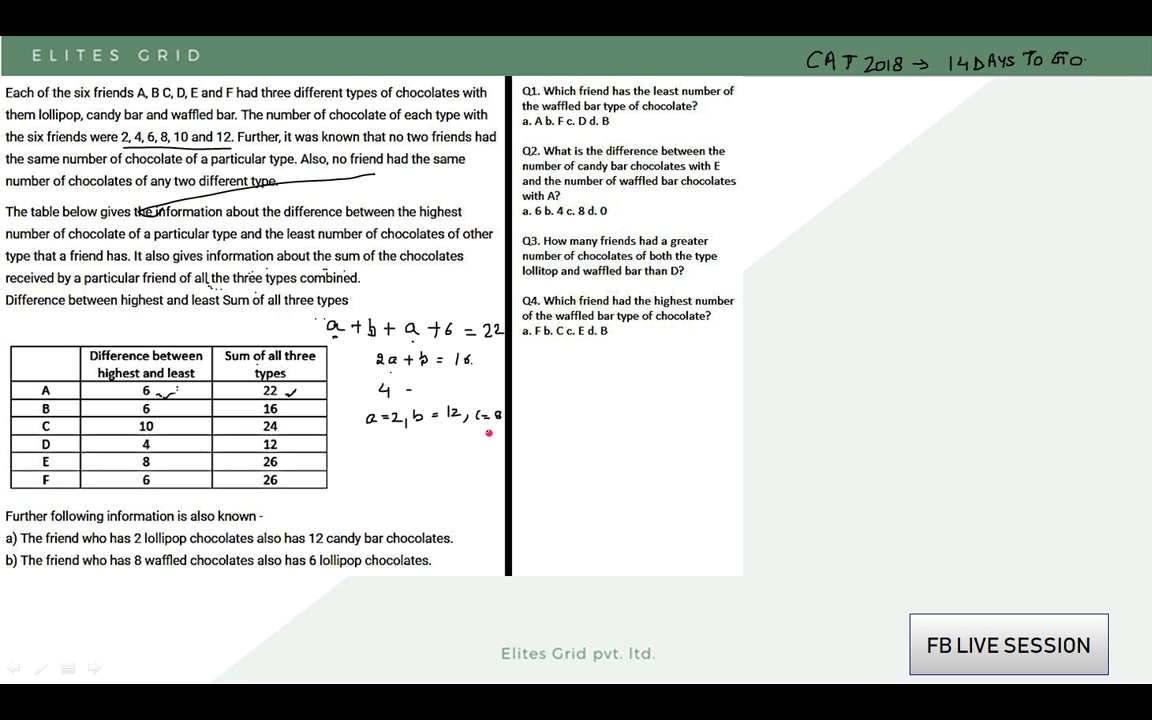 ELITES GRID
CAT 2018 → 14 DAYS TO GO
Each of the six friends A, B C, D, E and F had three different types of chocolates with
them lollipop, candy bar and waffled bar. The number of chocolate of each type with
the six friends were 2, 4, 6, 8, 10 and 12. Further, it was known that no two friends had
the same number of chocolate of a particular type. Also, no friend had the same
number of chocolates of any two different type.
The table below gives the information about the difference between the highest
number of chocolate of a particular type and the least number of chocolates of other
type that a friend has. It also gives information about the sum of the chocolates
received by a particular friend of all the three types combined.
Difference between highest and least Sum of all three types
a + b + a + 6 = 22
2a + b = 16.
4 -
a = 2, b = 12, c = 8
Difference between highest and least Sum of all three types
A 6 22
B 6 16
C 10 24
D 4 12
E 8 26
F 6 26
Further following information is also known -
a) The friend who has 2 lollipop chocolates also has 12 candy bar chocolates.
b) The friend who has 8 waffled chocolates also has 6 lollipop chocolates.
Q1. Which friend has the least number of
the waffled bar type of chocolate?
a. A b. F c. D d. B
Q2. What is the difference between the
number of candy bar chocolates with E
and the number of waffled bar chocolates
with A?
a. 6 b. 4 c. 8 d. 0
Q3. How many friends had a greater
number of chocolates of both the type
lollitop and waffled bar than D?
Q4. Which friend had the highest number
of the waffled bar type of chocolate?
a. F b. C c. E d. B
Elites Grid pvt. ltd.
FB LIVE SESSION